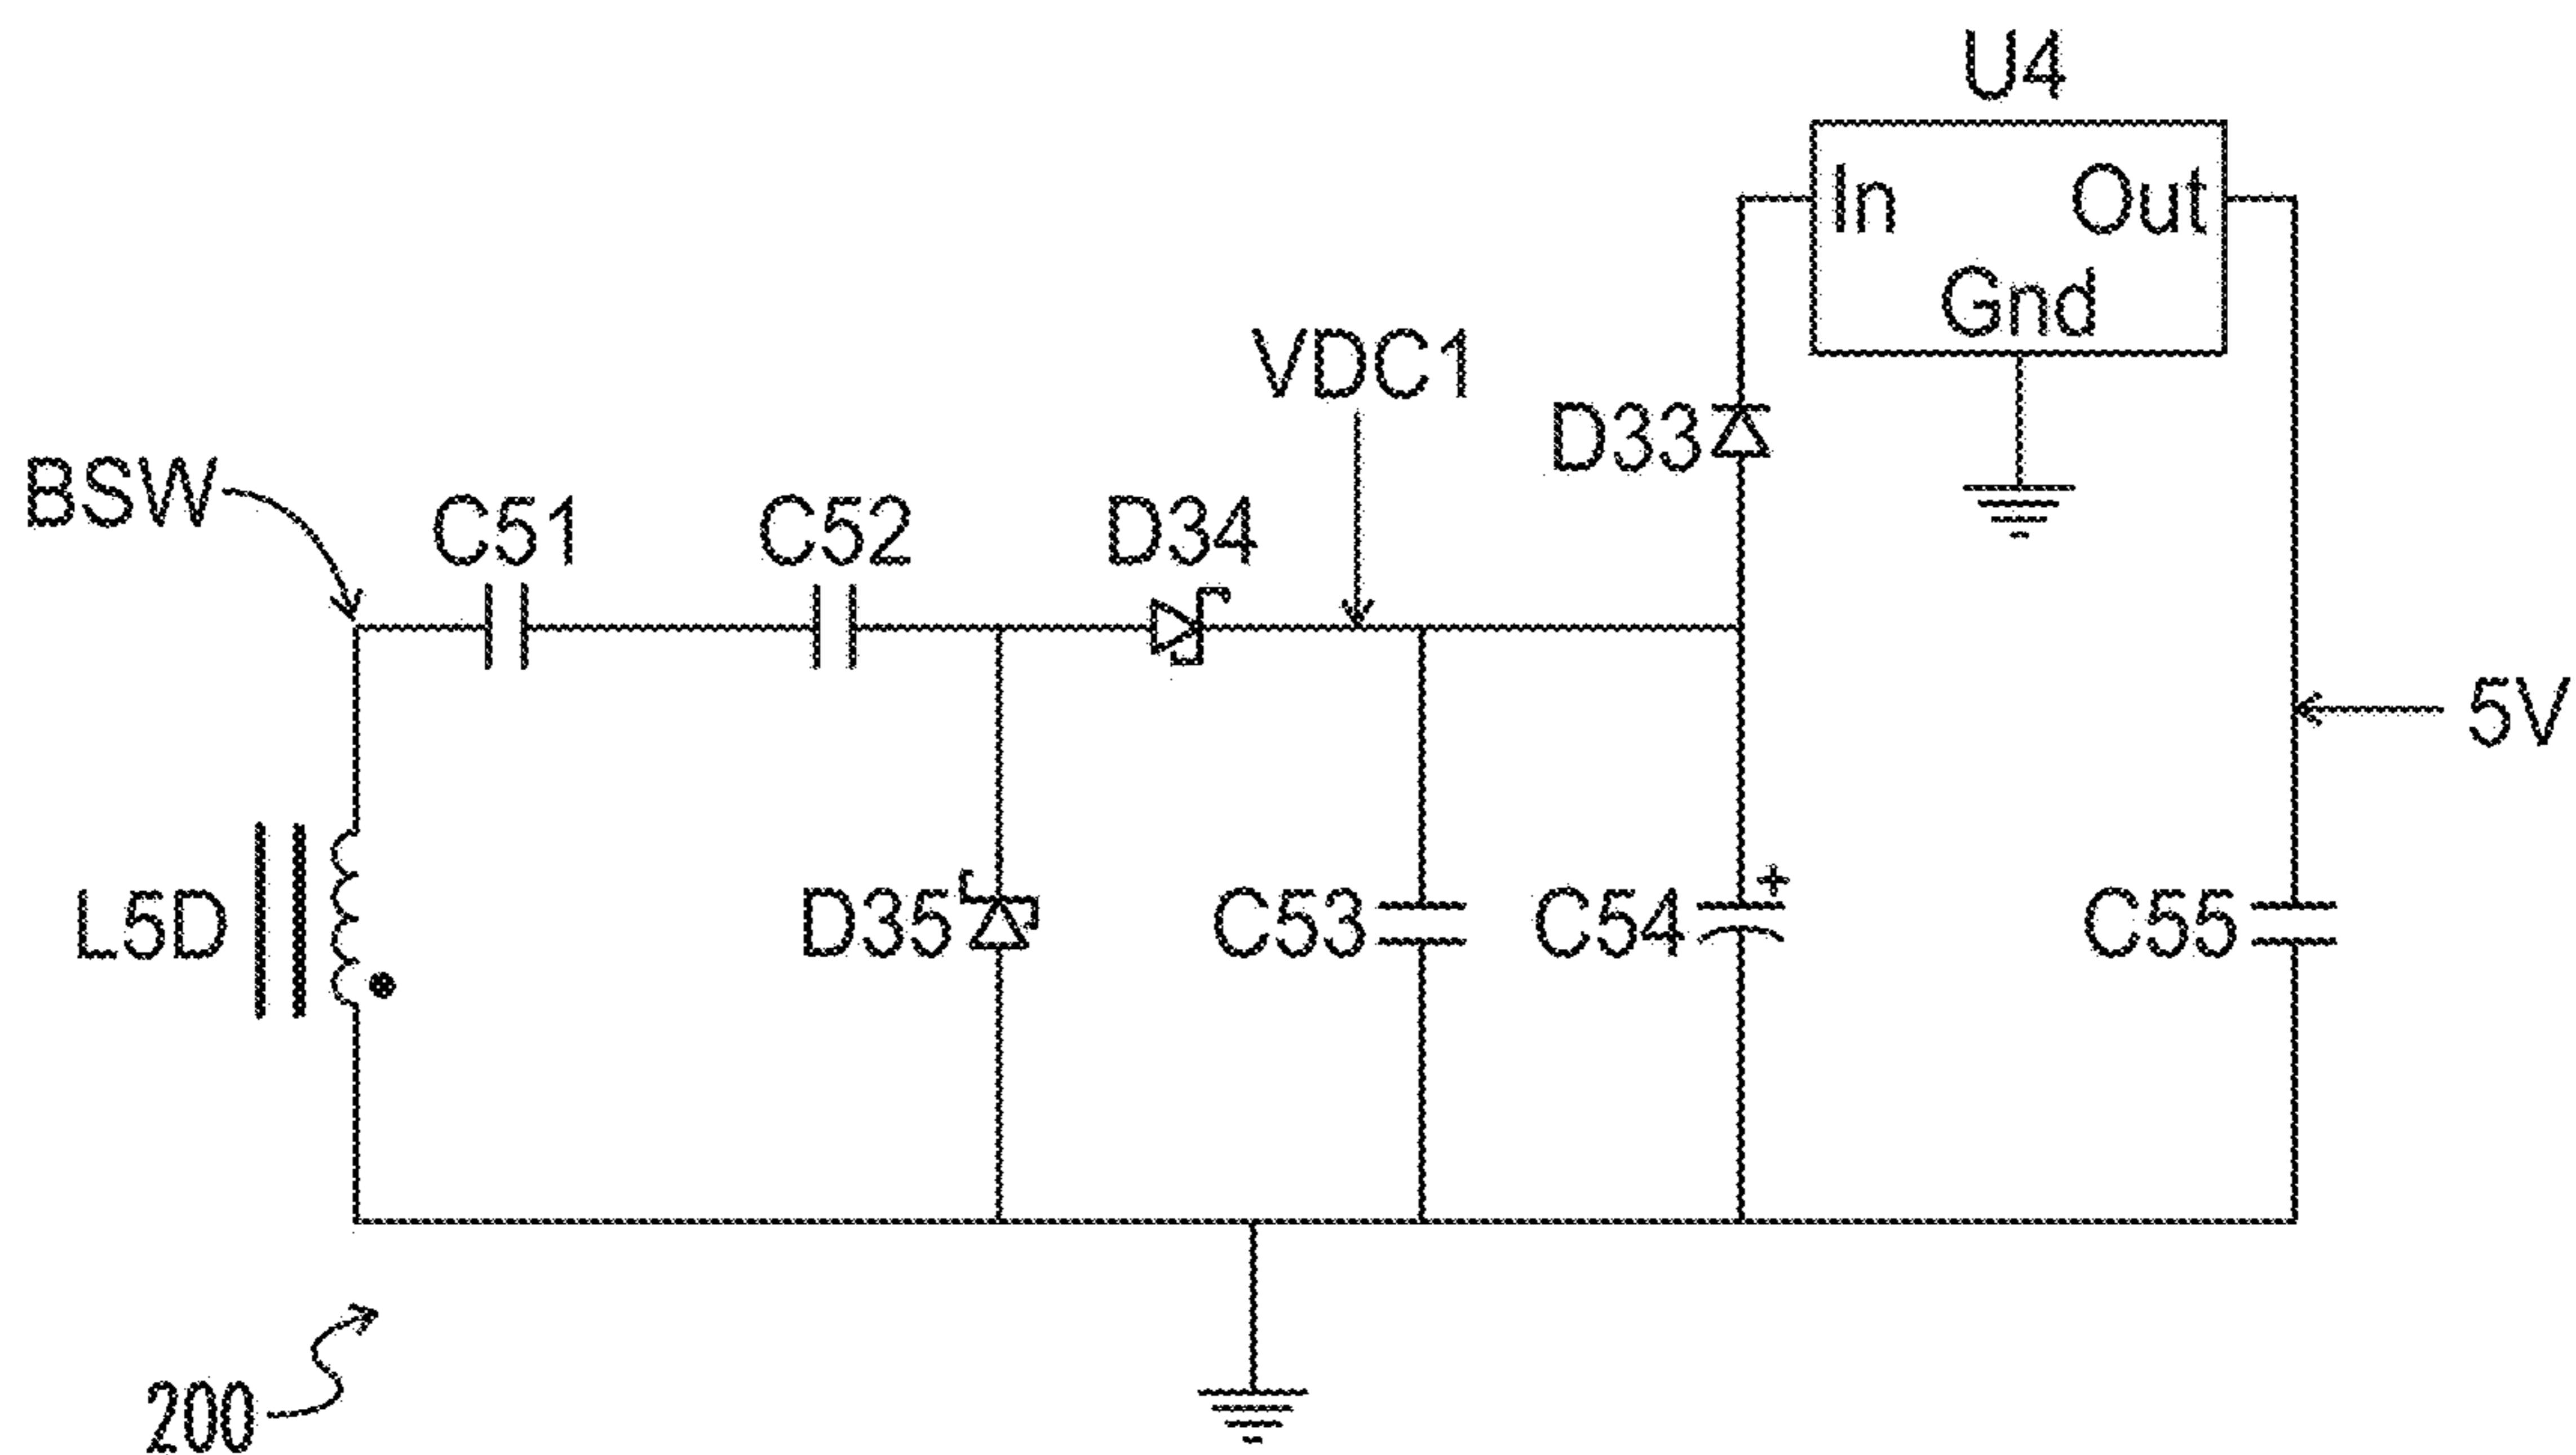 U4
In
Out
Gnd
VDC1
D33
BSW
C51
C52
D34
5V
L5D
D35
C53
C54
+
C55
200